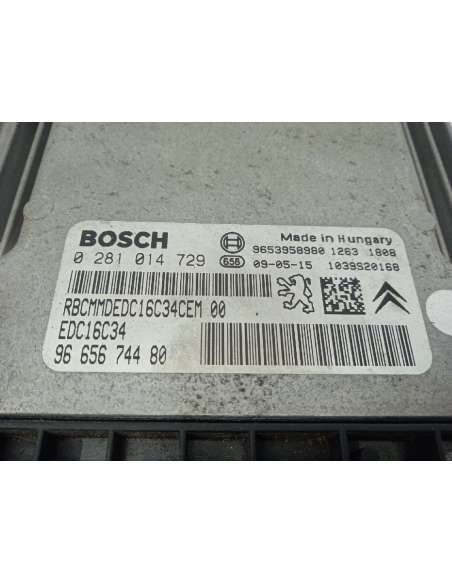 BOSCH
Made in Hungary
9653958980 1263 1808
0 281 014 729
656 09-05-15 1039S20168
RBCMMDEDC16C34CEM 00
EDC16C34
96 656 744 80